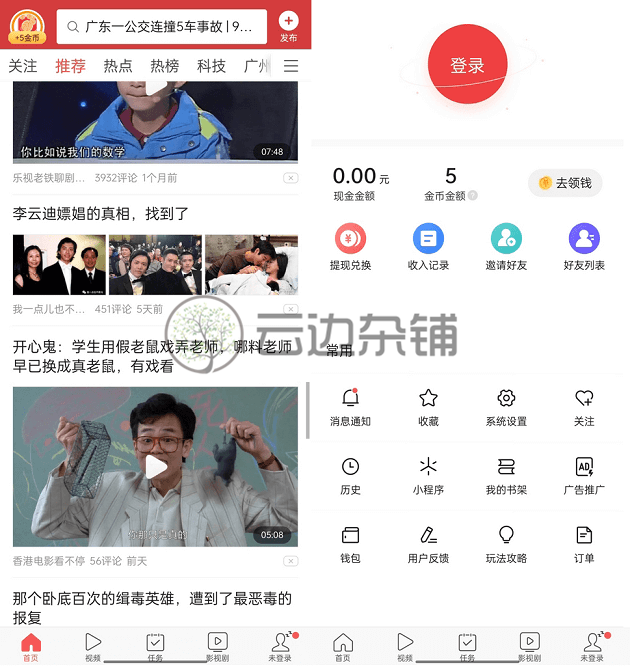 +5金币
广东一公交连撞5车事故 | 9...
发布
关注
推荐
热点
热榜
科技
广州
你比如说我们的数学
07:48
乐视老铁聊剧... 3932评论 1个月前
李云迪嫖娼的真相，找到了
我一点儿也不... 451评论 5天前
开心鬼：学生用假老鼠戏弄老师，哪料老师
早已换成真老鼠，有戏看
你那只是真的
05:08
香港电影看不停 56评论 前天
那个卧底百次的缉毒英雄，遭到了最恶毒的
报复
首页
视频
任务
影视剧
未登录
登录
0.00 元
现金金额
5
金币金额
去领钱
提现兑换
收入记录
邀请好友
好友列表
云边杂铺
常用
消息通知
收藏
系统设置
关注
历史
小程序
我的书架
AD
广告推广
钱包
用户反馈
玩法攻略
订单
首页
视频
任务
影视剧
未登录